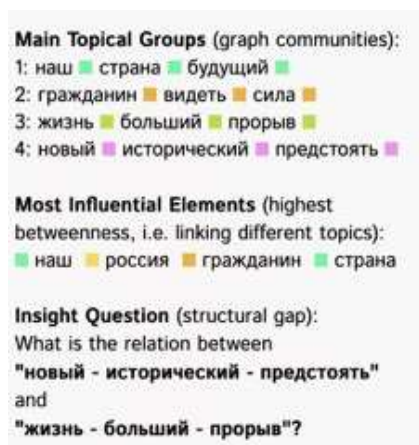 Main Topical Groups (graph communities):
1: наш страна будущий
2: гражданин видеть сила
3: жизнь больший прорыв
4: новый исторический предстоять
Most Influential Elements (highest
betweenness, i.e. linking different topics):
наш россия гражданин страна
Insight Question (structural gap):
What is the relation between
"новый - исторический - предстоять"
and
"жизнь - больший - прорыв"?